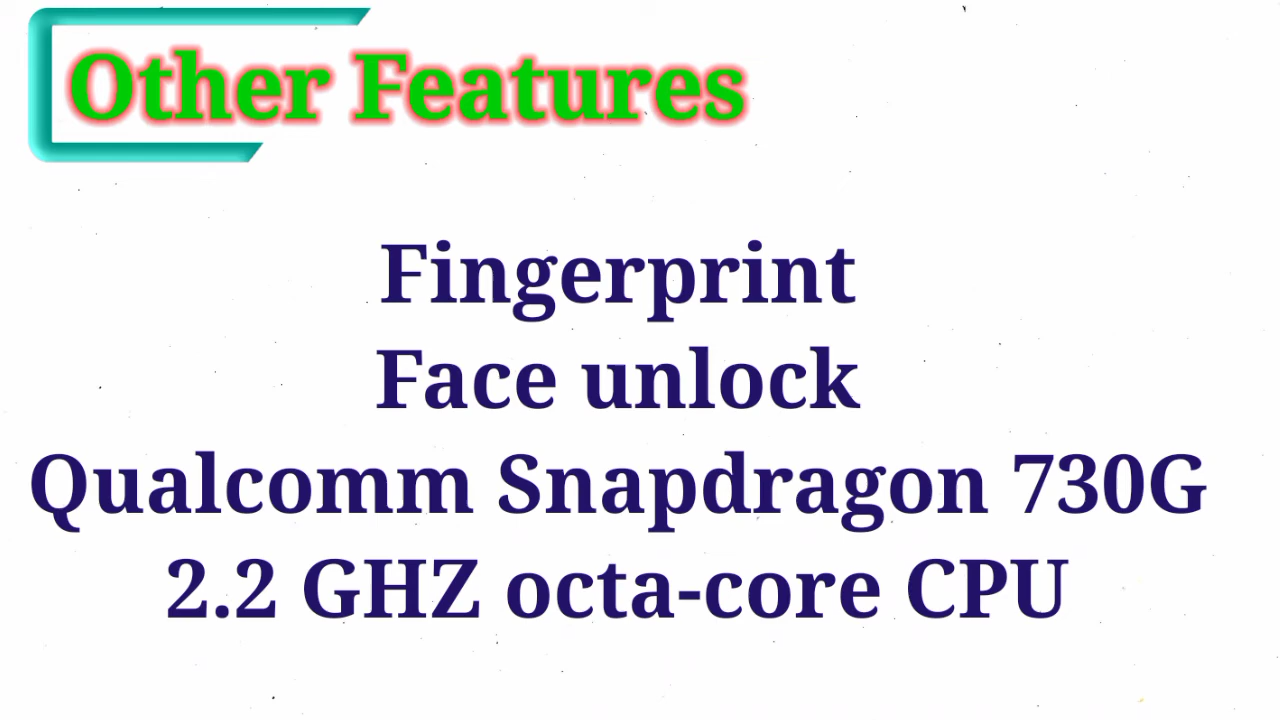 Other Features
Fingerprint
Face unlock
Qualcomm Snapdragon 730G
2.2 GHZ octa-core CPU